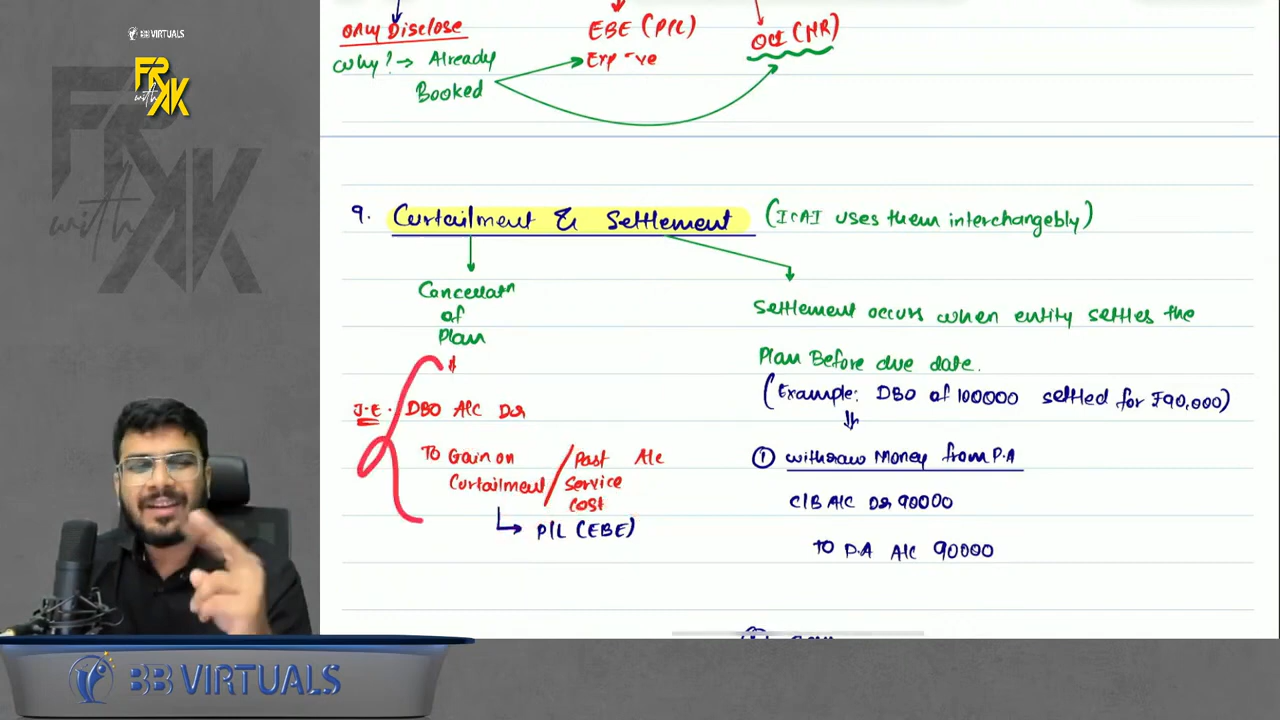 BB VIRTUALS
FR
with
KK
only Disclose
EBE (P/L)
OCI (NR)
Why? → Already
Exp -ve
Booked
9. Curtailment & Settlement (ICAI uses them interchangebly)
Cancellatn
of
Plan
Settlement occurs when entity settles the
Plan Before due date.
(Example: DBO of 100000 settled for ₹90,000)
J.E. DBO A/c Dr
To Gain on Curtailment / Past Service Cost A/c
P/L (EBE)
① withdraw Money from P.A
C/B A/C Dr 90000
To P.A A/c 90000
BB VIRTUALS